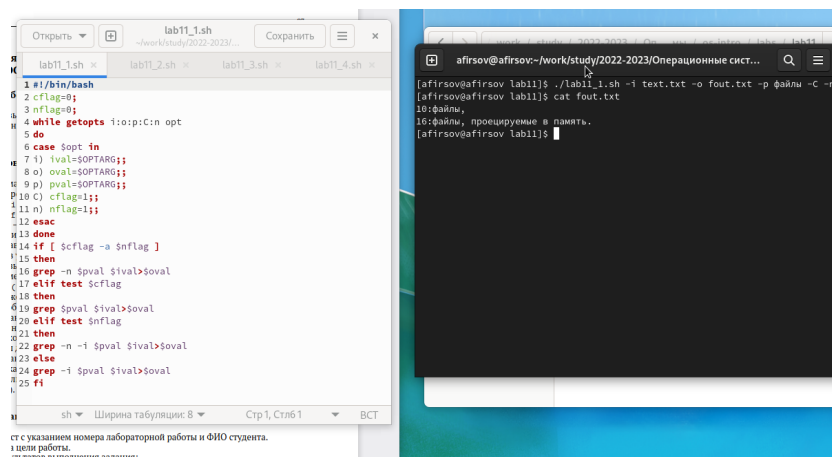 Открыть
lab11_1.sh
~/work/study/2022-2023/...
Сохранить
lab11_1.sh ×
lab11_2.sh ×
lab11_3.sh ×
lab11_4.sh ×
1 #!/bin/bash
2 cflag=0;
3 nflag=0;
4 while getopts i:o:p:C:n opt
5 do
6 case $opt in
7 i) ival=$OPTARG;;
8 o) oval=$OPTARG;;
9 p) pval=$OPTARG;;
10 C) cflag=1;;
11 n) nflag=1;;
12 esac
13 done
14 if [ $cflag -a $nflag ]
15 then
16 grep -n $pval $ival>$oval
17 elif test $cflag
18 then
19 grep $pval $ival>$oval
20 elif test $nflag
21 then
22 grep -n -i $pval $ival>$oval
23 else
24 grep -i $pval $ival>$oval
25 fi
sh
Ширина табуляции: 8
Стр 1, Стлб 1
ВСТ
ст с указанием номера лабораторной работы и ФИО студента.
цели работы.
work / study / 2022-2023 / Оп... мы / os-intro / labs / lab11
afirsov@afirsov:~/work/study/2022-2023/Операционные сист...
[afirsov@afirsov lab11]$ ./lab11_1.sh -i text.txt -o fout.txt -p файлы -C -n
[afirsov@afirsov lab11]$ cat fout.txt
10:файлы,
16:файлы, проецируемые в память.
[afirsov@afirsov lab11]$